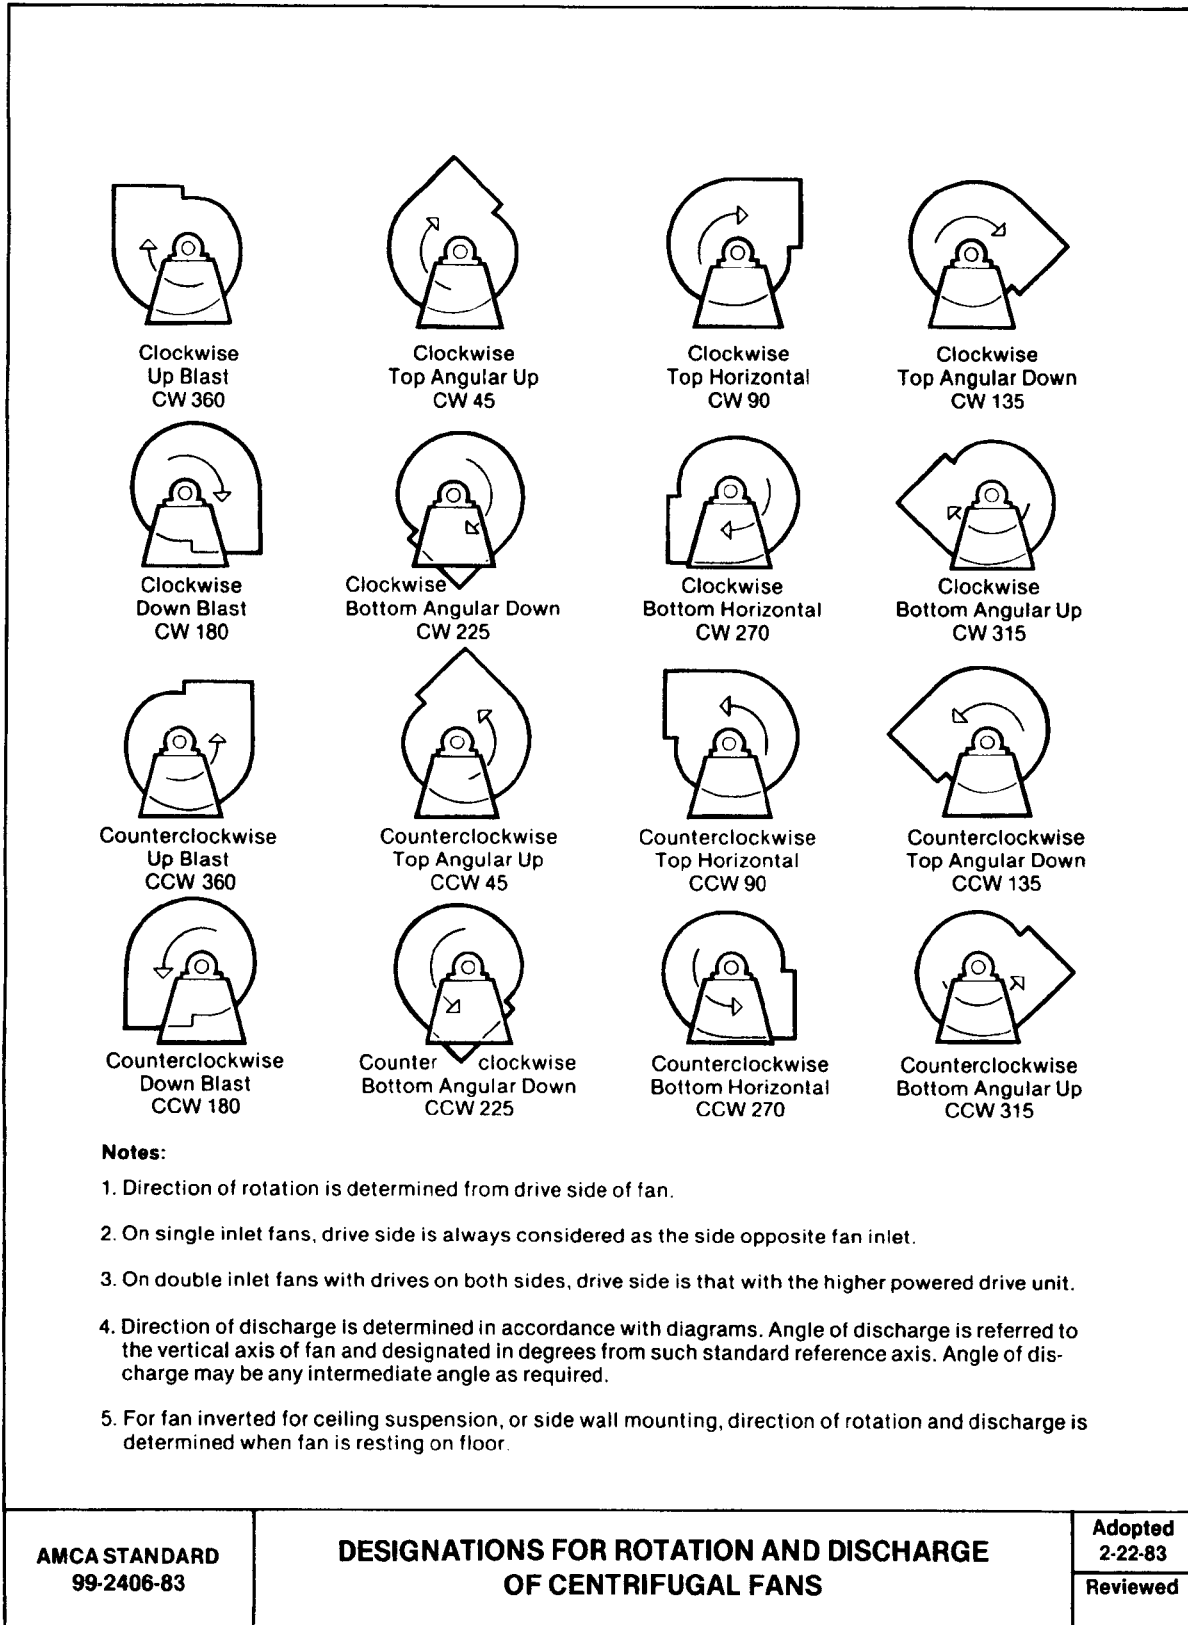 Clockwise
Up Blast
CW 360
Clockwise
Top Angular Up
CW 45
Clockwise
Top Horizontal
CW 90
Clockwise
Top Angular Down
CW 135
Clockwise
Down Blast
CW 180
Clockwise
Bottom Angular Down
CW 225
Clockwise
Bottom Horizontal
CW 270
Clockwise
Bottom Angular Up
CW 315
Counterclockwise
Up Blast
CCW 360
Counterclockwise
Top Angular Up
CCW 45
Counterclockwise
Top Horizontal
CCW 90
Counterclockwise
Top Angular Down
CCW 135
Counterclockwise
Down Blast
CCW 180
Counter clockwise
Bottom Angular Down
CCW 225
Counterclockwise
Bottom Horizontal
CCW 270
Counterclockwise
Bottom Angular Up
CCW 315
Notes:
1. Direction of rotation is determined from drive side of fan.
2. On single inlet fans, drive side is always considered as the side opposite fan inlet.
3. On double inlet fans with drives on both sides, drive side is that with the higher powered drive unit.
4. Direction of discharge is determined in accordance with diagrams. Angle of discharge is referred to
the vertical axis of fan and designated in degrees from such standard reference axis. Angle of dis-
charge may be any intermediate angle as required.
5. For fan inverted for ceiling suspension, or side wall mounting, direction of rotation and discharge is
determined when fan is resting on floor.
AMCA STANDARD
99-2406-83
DESIGNATIONS FOR ROTATION AND DISCHARGE
OF CENTRIFUGAL FANS
Adopted
2-22-83
Reviewed